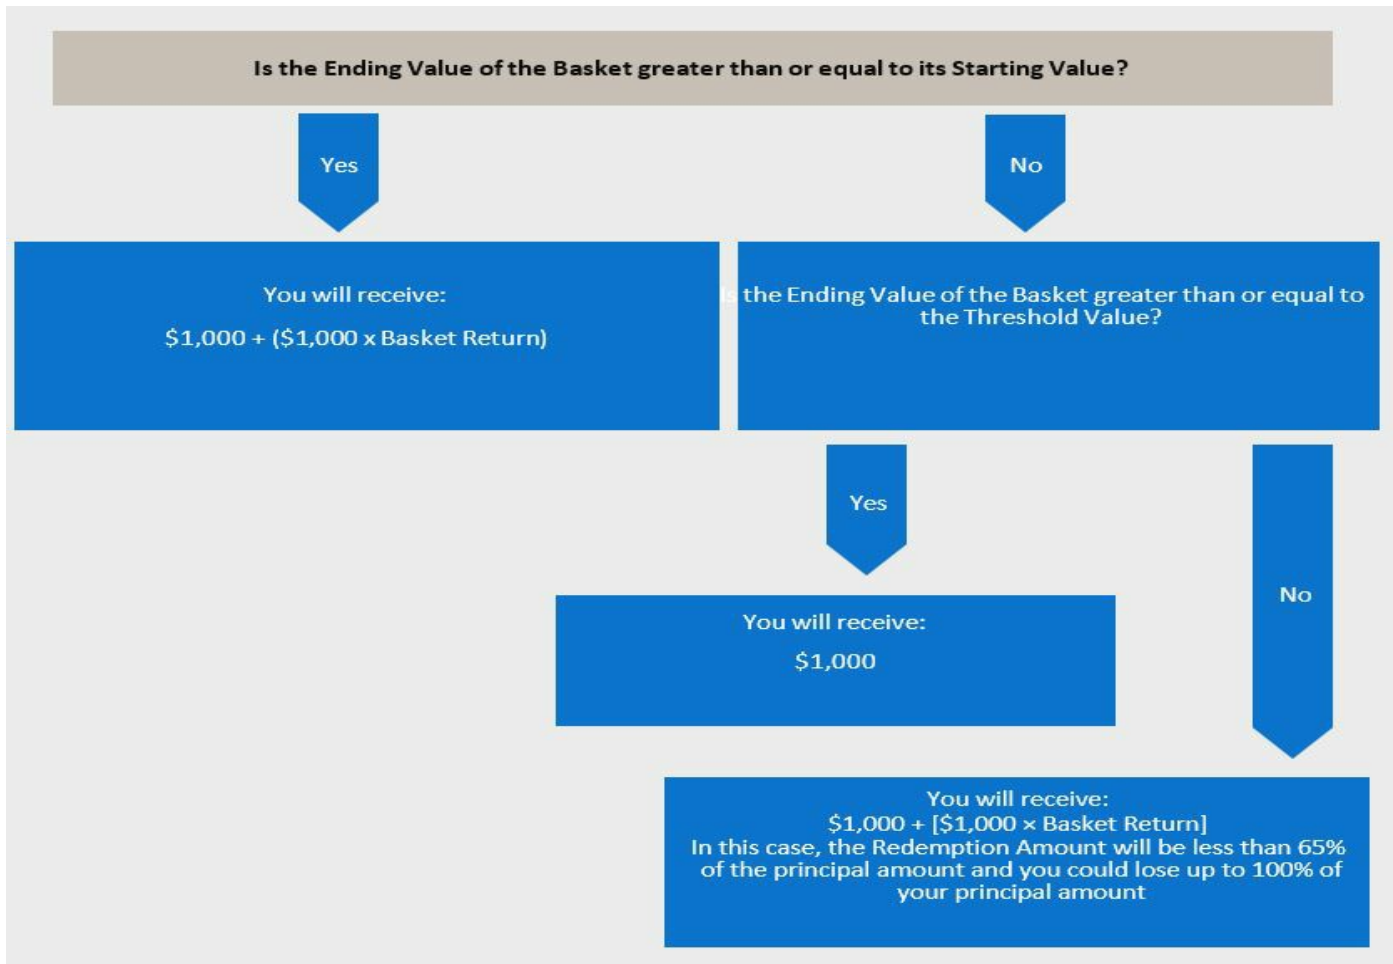 Is the Ending Value of the Basket greater than or equal to its Starting Value?
Yes
No
You will receive:
$1,000 + ($1,000 x Basket Return)
Is the Ending Value of the Basket greater than or equal to
the Threshold Value?
Yes
No
You will receive:
$1,000
You will receive:
$1,000 + [$1,000 × Basket Return]
In this case, the Redemption Amount will be less than 65%
of the principal amount and you could lose up to 100% of
your principal amount